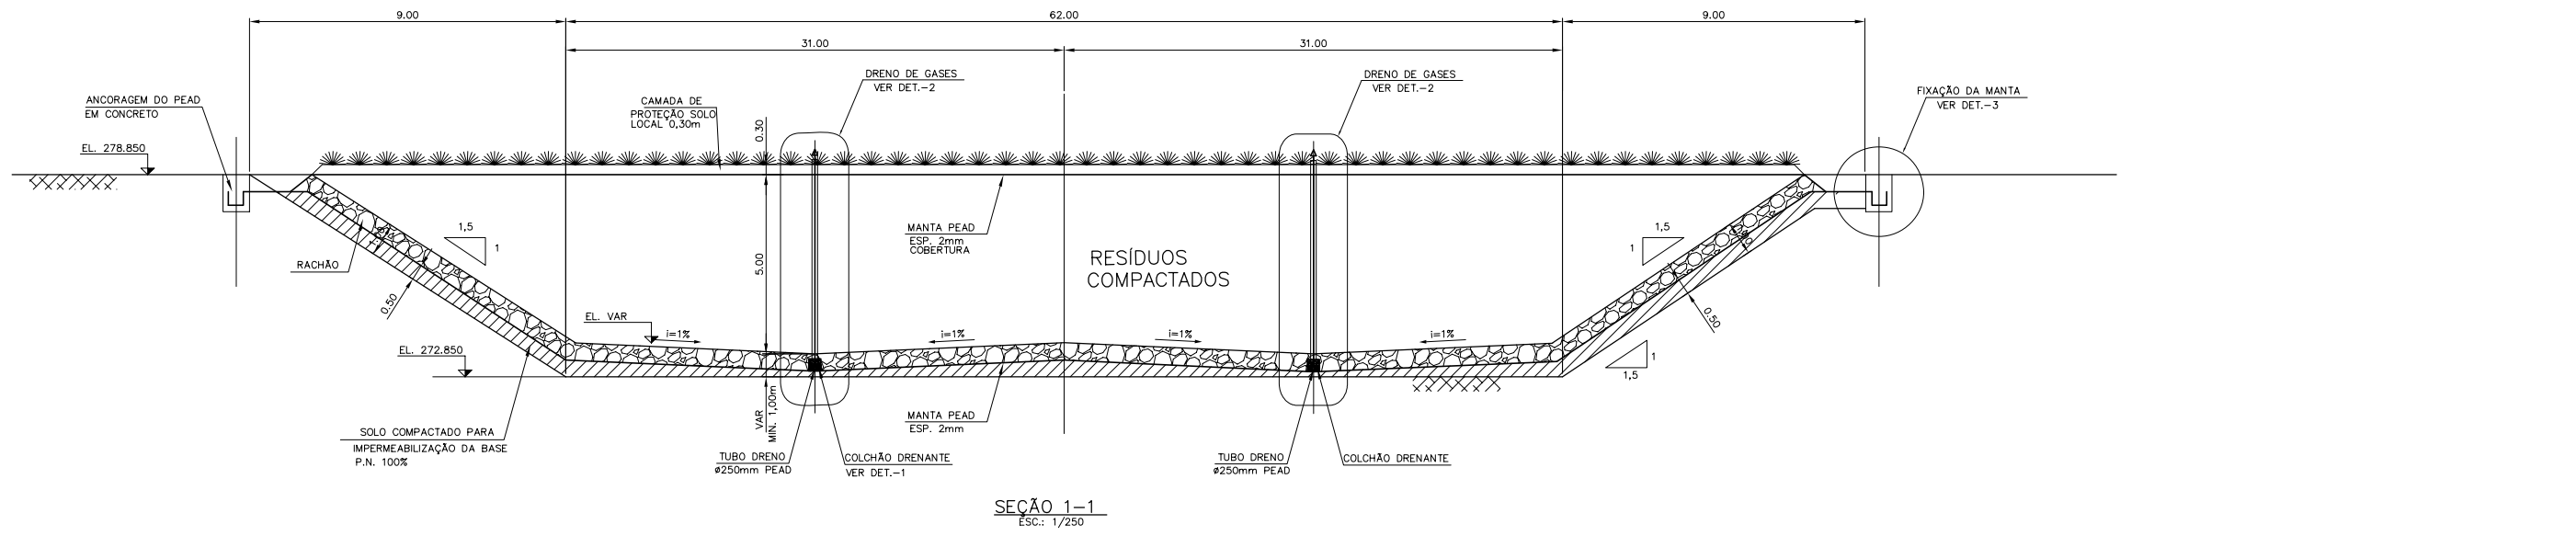 9.00
62.00
9.00
31.00
31.00
DRENO DE GASES
VER DET.-2
DRENO DE GASES
VER DET.-2
ANCORAGEM DO PEAD
EM CONCRETO
CAMADA DE
PROTEÇÃO SOLO
LOCAL 0,30m
0.30
FIXAÇÃO DA MANTA
VER DET.-3
EL. 278.850
1,5
1
MANTA PEAD
ESP. 2mm
COBERTURA
RESÍDUOS
COMPACTADOS
1,5
1
RACHÃO
5.00
0.50
0.50
EL. VAR
i=1%
i=1%
i=1%
i=1%
EL. 272.850
1
1,5
VAR
MIN. 1,00m
MANTA PEAD
ESP. 2mm
SOLO COMPACTADO PARA
IMPERMEABILIZAÇÃO DA BASE
P.N. 100%
TUBO DRENO
ø250mm PEAD
COLCHÃO DRENANTE
VER DET.-1
TUBO DRENO
ø250mm PEAD
COLCHÃO DRENANTE
SEÇÃO 1-1
ESC.: 1/250